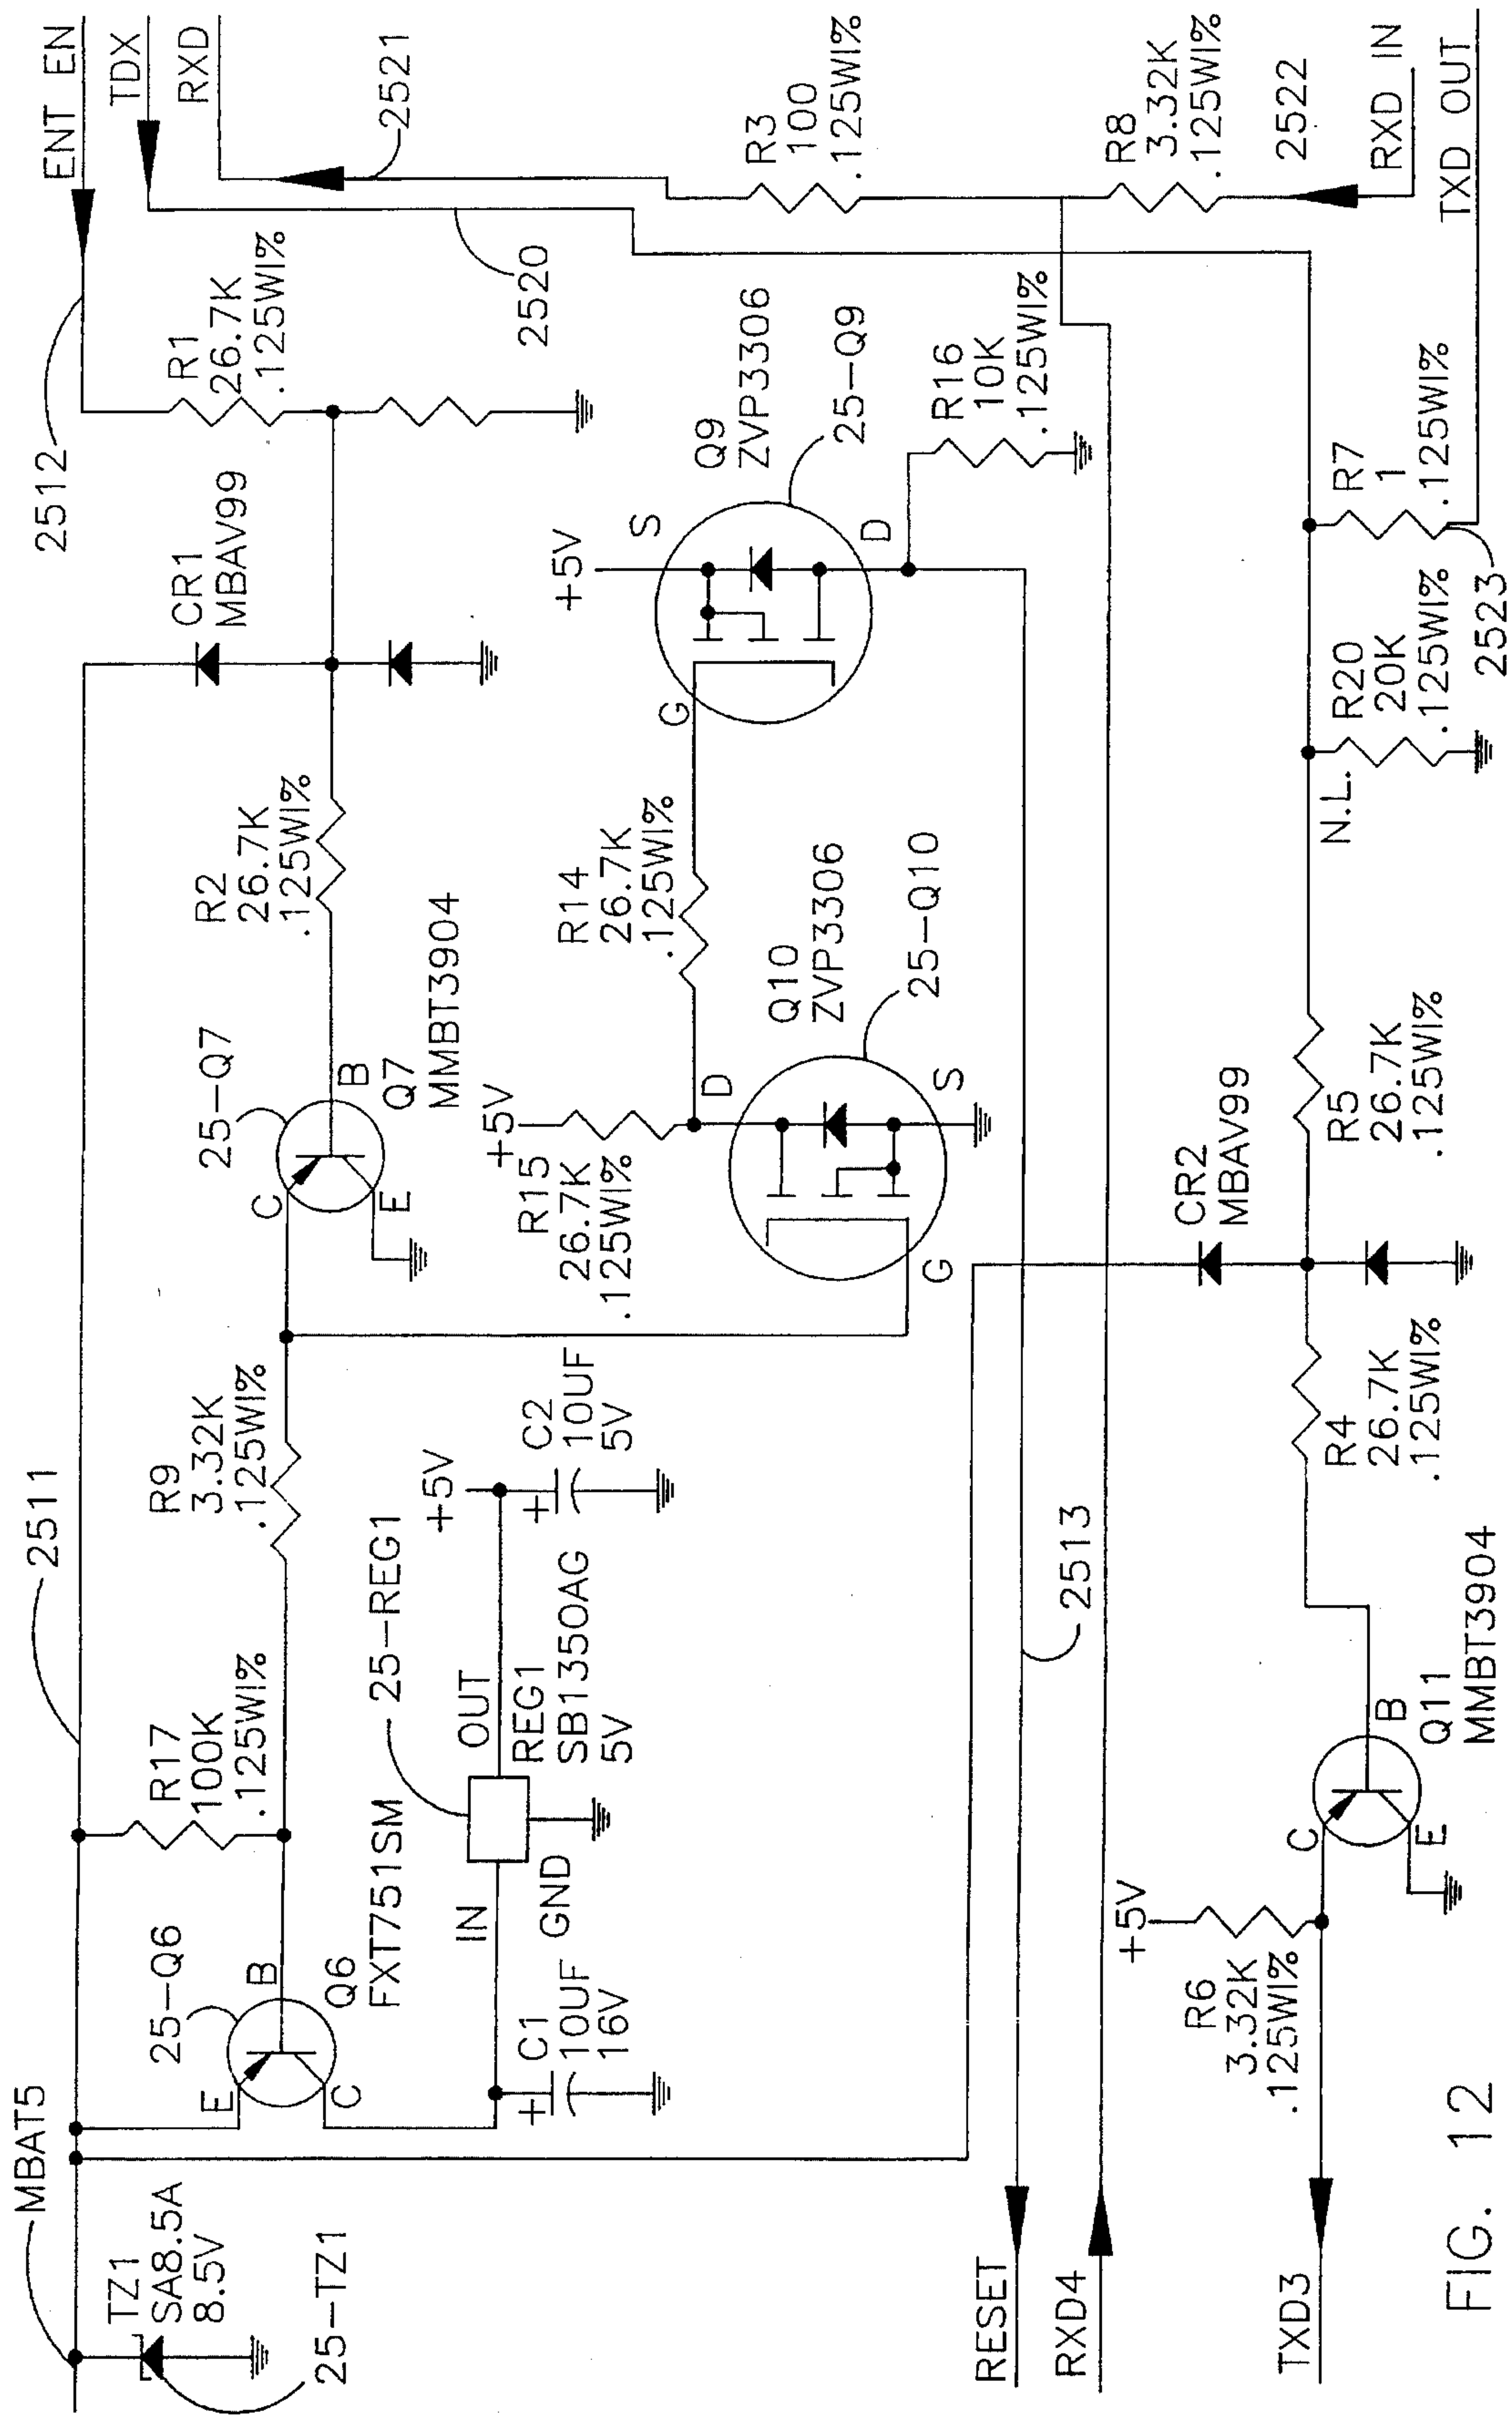 MBAT5
2511
2512
ENT EN
TDX
RXD
TZ1
SA8.5A
8.5V
25-TZ1
25-Q6
E
B
C
Q6
FXT751SM
R17
100K
.125W1%
R9
3.32K
.125W1%
25-Q7
C
B
E
Q7
MMBT3904
R2
26.7K
.125W1%
CR1
MBAV99
R1
26.7K
.125W1%
2520
2521
C1
10UF
16V
+
IN
GND
OUT
25-REG1
REG1
SB1350AG
5V
+5V
+
C2
10UF
5V
+5V
R15
26.7K
.125W1%
D
G
S
Q10
ZVP3306
25-Q10
R14
26.7K
.125W1%
+5V
S
G
D
Q9
ZVP3306
25-Q9
R16
10K
.125W1%
R3
100
.125W1%
R8
3.32K
.125W1%
2522
RXD IN
TXD OUT
RESET
RXD4
2513
TXD3
+5V
R6
3.32K
.125W1%
C
B
E
Q11
MMBT3904
R4
26.7K
.125W1%
CR2
MBAV99
R5
26.7K
.125W1%
N.L.
R20
20K
.125W1%
2523
R7
1
.125W1%
FIG. 12